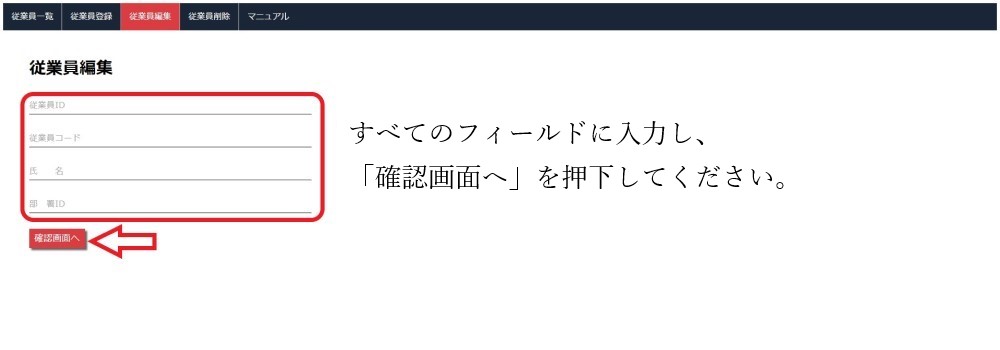 従業員一覧 従業員登録 従業員編集 従業員削除 マニュアル
従業員編集
従業員ID
従業員コード
氏　　名
部　署ID
確認画面へ
すべてのフィールドに入力し、
「確認画面へ」を押下してください。